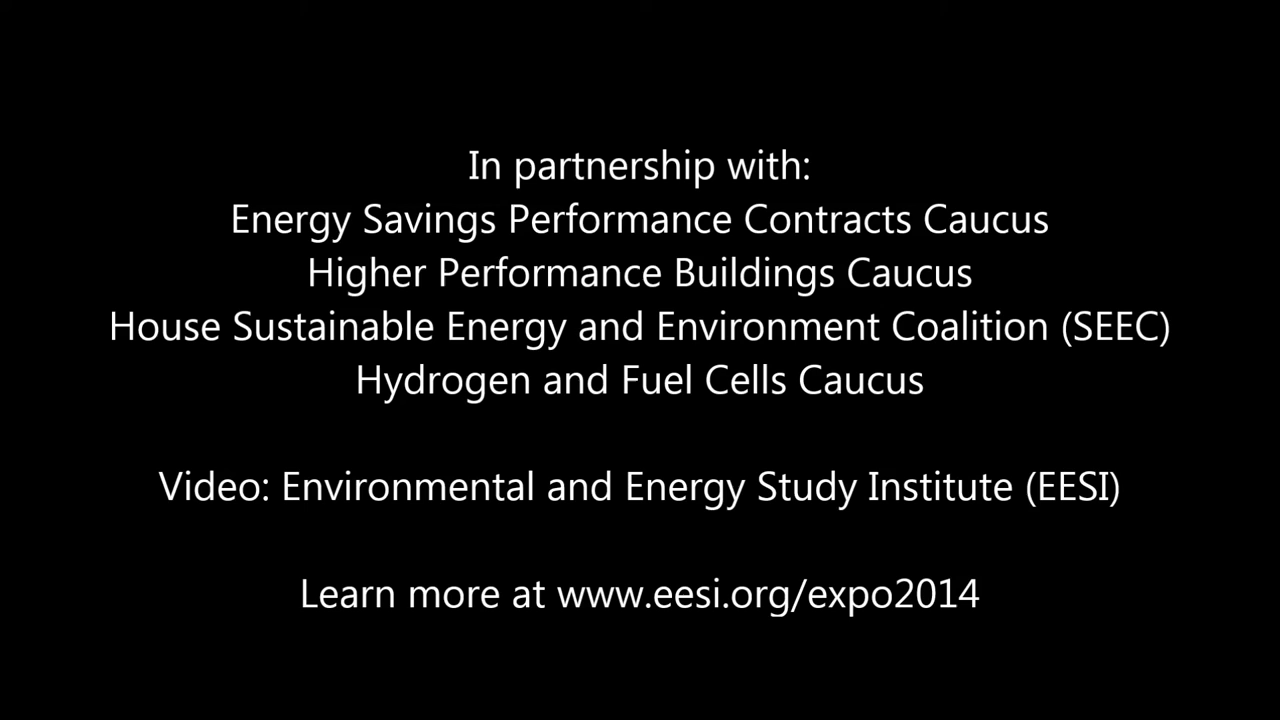 In partnership with:
Energy Savings Performance Contracts Caucus
Higher Performance Buildings Caucus
House Sustainable Energy and Environment Coalition (SEEC)
Hydrogen and Fuel Cells Caucus
Video: Environmental and Energy Study Institute (EESI)
Learn more at www.eesi.org/expo2014